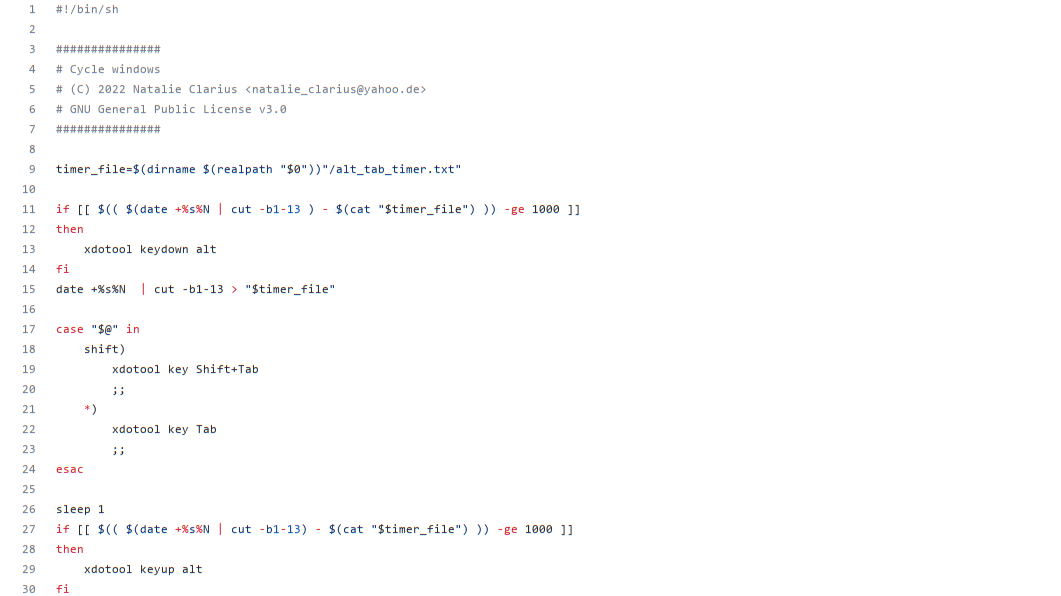 1 #!/bin/sh
2
3 ###############
4 # Cycle windows
5 # (C) 2022 Natalie Clarius <natalie_clarius@yahoo.de>
6 # GNU General Public License v3.0
7 ###############
8
9 timer_file=$(dirname $(realpath "$0"))"/alt_tab_timer.txt"
10
11 if [[ $(( $(date +%s%N | cut -b1-13 ) - $(cat "$timer_file") )) -ge 1000 ]]
12 then
13     xdotool keydown alt
14 fi
15 date +%s%N  | cut -b1-13 > "$timer_file"
16
17 case "$@" in
18     shift)
19         xdotool key Shift+Tab
20         ;;
21     *)
22         xdotool key Tab
23         ;;
24 esac
25
26 sleep 1
27 if [[ $(( $(date +%s%N | cut -b1-13) - $(cat "$timer_file") )) -ge 1000 ]]
28 then
29     xdotool keyup alt
30 fi